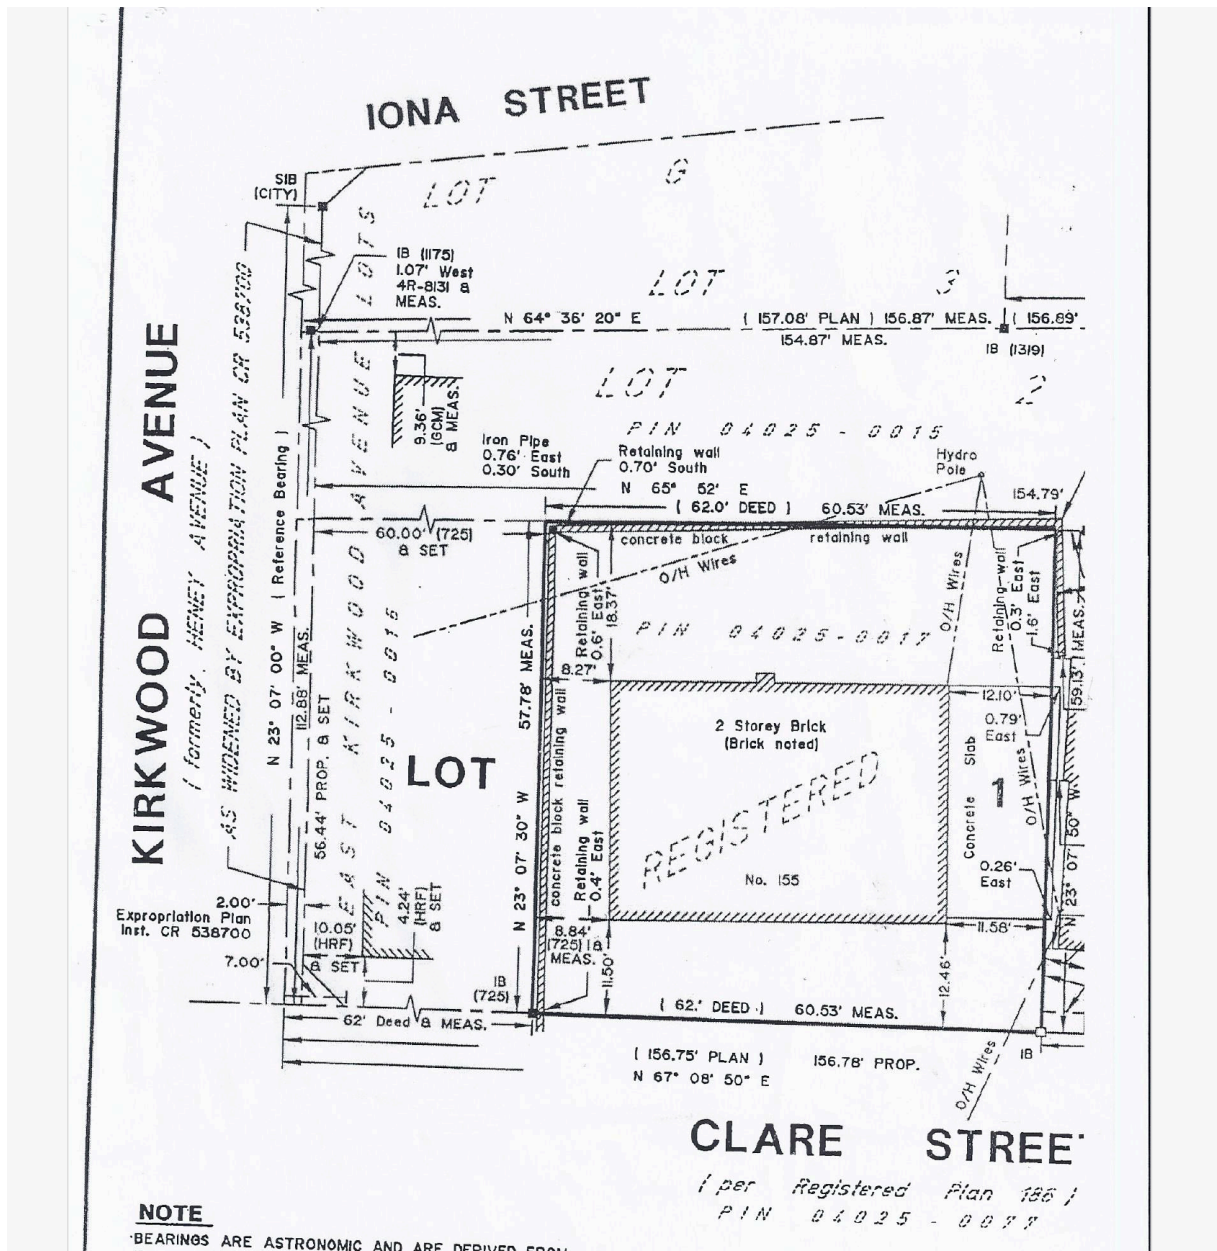 IONA STREET
SIB
(CITY)
LOT G
IB (1175)
1.07' West
4R-8131 &
MEAS.
LOT 3
N 64° 36' 20" E
( 157.08' PLAN ) 156.87' MEAS.
( 156.89'
154.87' MEAS.
IB (1319)
LOT 2
PIN 04025-0015
9.36'
(GCM)
& MEAS.
Iron Pipe
0.76' East
0.30' South
Retaining wall
0.70' South
Hydro
Pole
N 65° 52' E
( 62.0' DEED ) 60.53' MEAS.
154.79'
60.00' (725)
& SET
concrete block retaining wall
O/H Wires
O/H Wires
Retaining wall
0.6' East
18.37'
Retaining wall
0.3' East
1.6' East
PIN 04025-0017
KIRKWOOD AVENUE
( formerly, HENEY AVENUE )
AS WIDENED BY EXPROPRIATION PLAN CR 538700
N 23° 07' 00" W ( Reference Bearing )
112.88' MEAS.
56.44' PROP. & SET
EAST KIRKWOOD AVENUE LOTS
PIN 04025-0016
LOT
57.78' MEAS.
N 23° 07' 30" W
8.27'
concrete block retaining wall
Retaining wall
0.4' East
2 Storey Brick
(Brick noted)
REGISTERED
No. 155
12.10'
0.79'
East
Concrete Slab
1
O/H Wires
0.26'
East
59.13' MEAS.
N 23° 07' 50" W
2.00'
Expropriation Plan
Inst. CR 538700
10.05'
(HRF)
& SET
4.24'
(HRF)
& SET
7.00'
8.84'
(725) &
MEAS.
11.50'
11.58'
12.46'
IB
(725)
62' Deed & MEAS.
( 62.' DEED ) 60.53' MEAS.
IB
( 156.75' PLAN ) 156.78' PROP.
N 67° 08' 50" E
O/H Wires
CLARE STREE
( per Registered Plan 186 )
PIN 04025-0077
NOTE
BEARINGS ARE ASTRONOMIC AND ARE DERIVED FROM